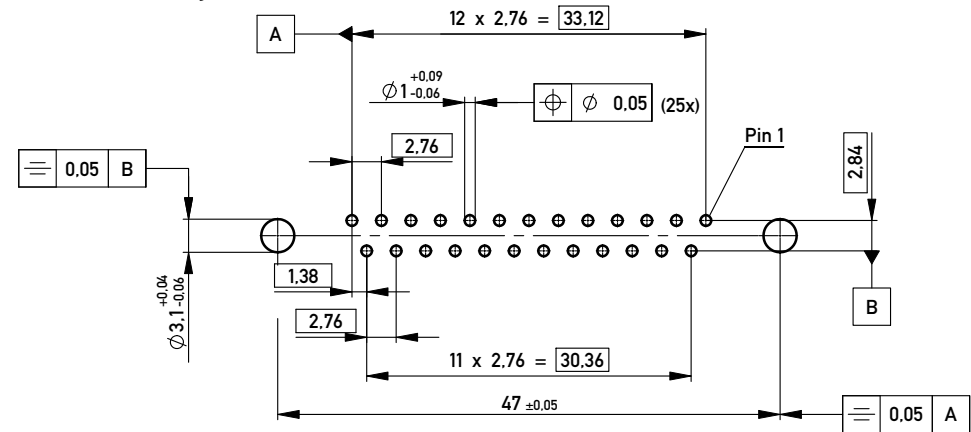 12 x 2,76 = 33,12
A
∅1 +0,09 -0,06
⌖ ∅ 0,05 (25x)
Pin 1
2,76
2,84
⌯ 0,05 B
1,38
∅3,1 +0,04 -0,06
2,76
B
11 x 2,76 = 30,36
47 ±0,05
⌯ 0,05 A